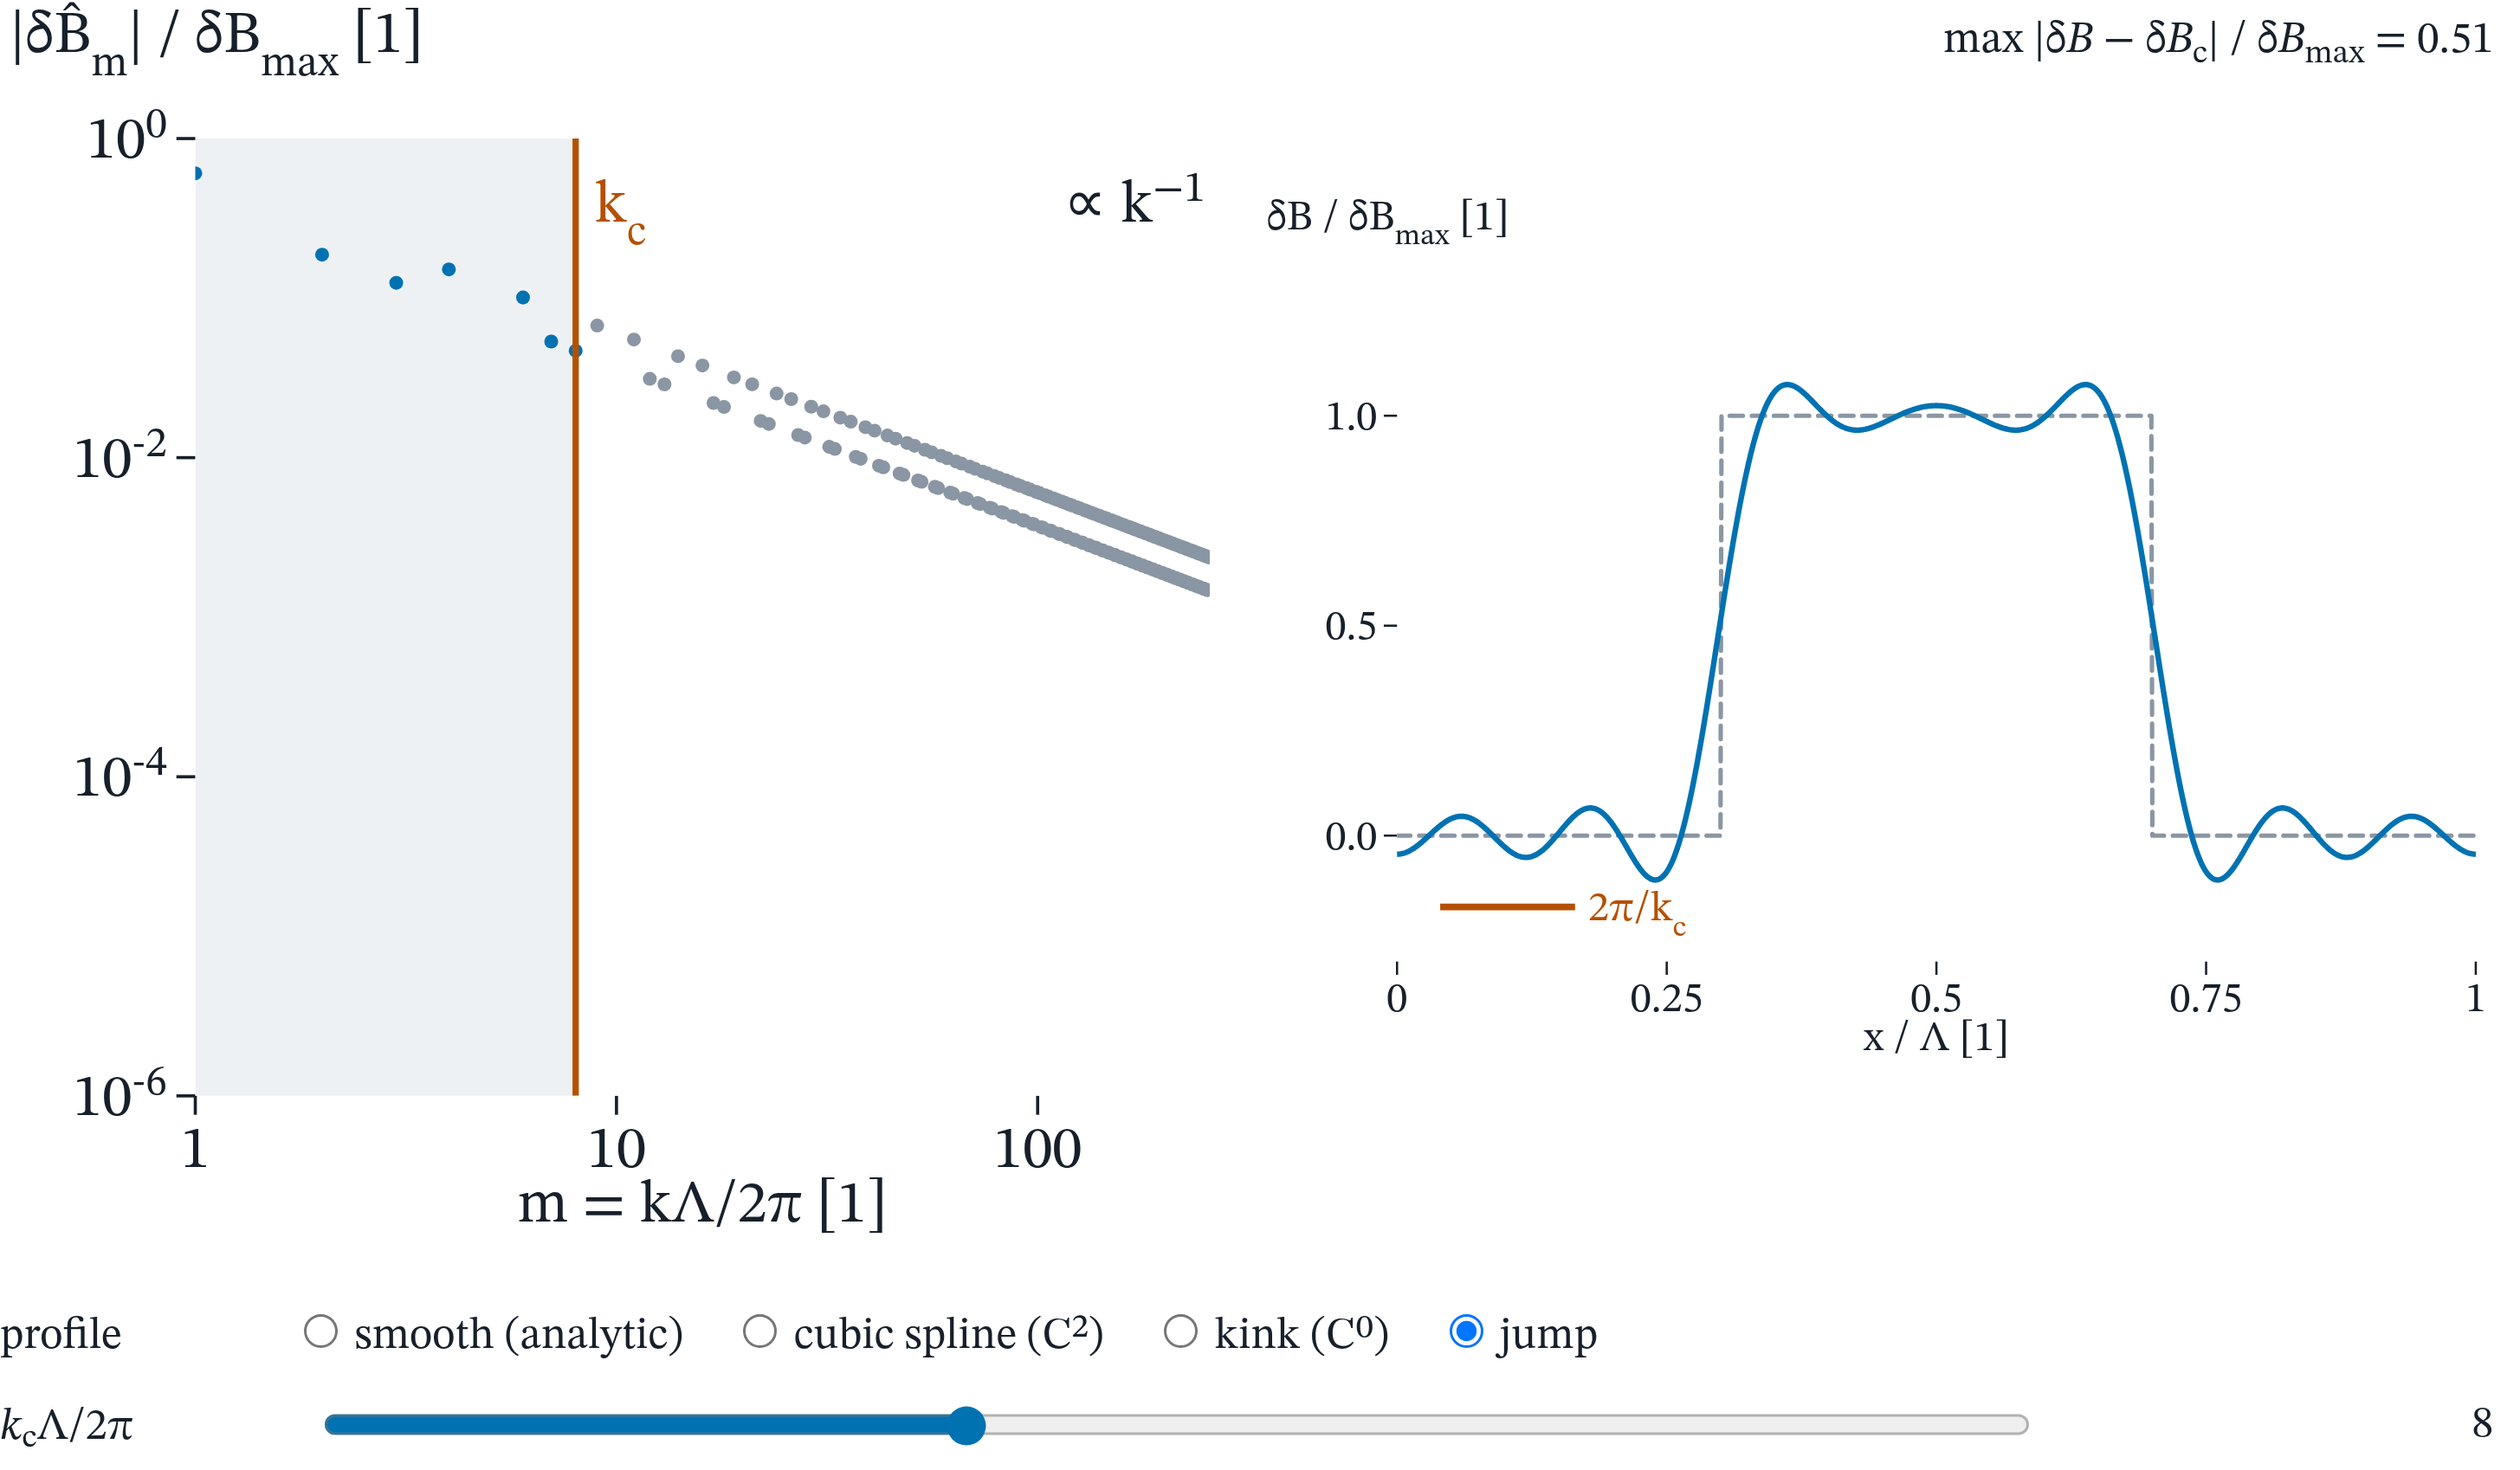 |δB̂m| / δBmax [1]
max |δB − δBc| / δBmax = 0.51
10⁰
kc
∝ k⁻¹
δB / δBmax [1]
10-2
10-4
10-6
1 10 100
m = kΛ/2π [1]
1.0
0.5
0.0
2π/kc
0 0.25 0.5 0.75 1
x / Λ [1]
profile smooth (analytic) cubic spline (C²) kink (C⁰) jump
kcΛ/2π 8